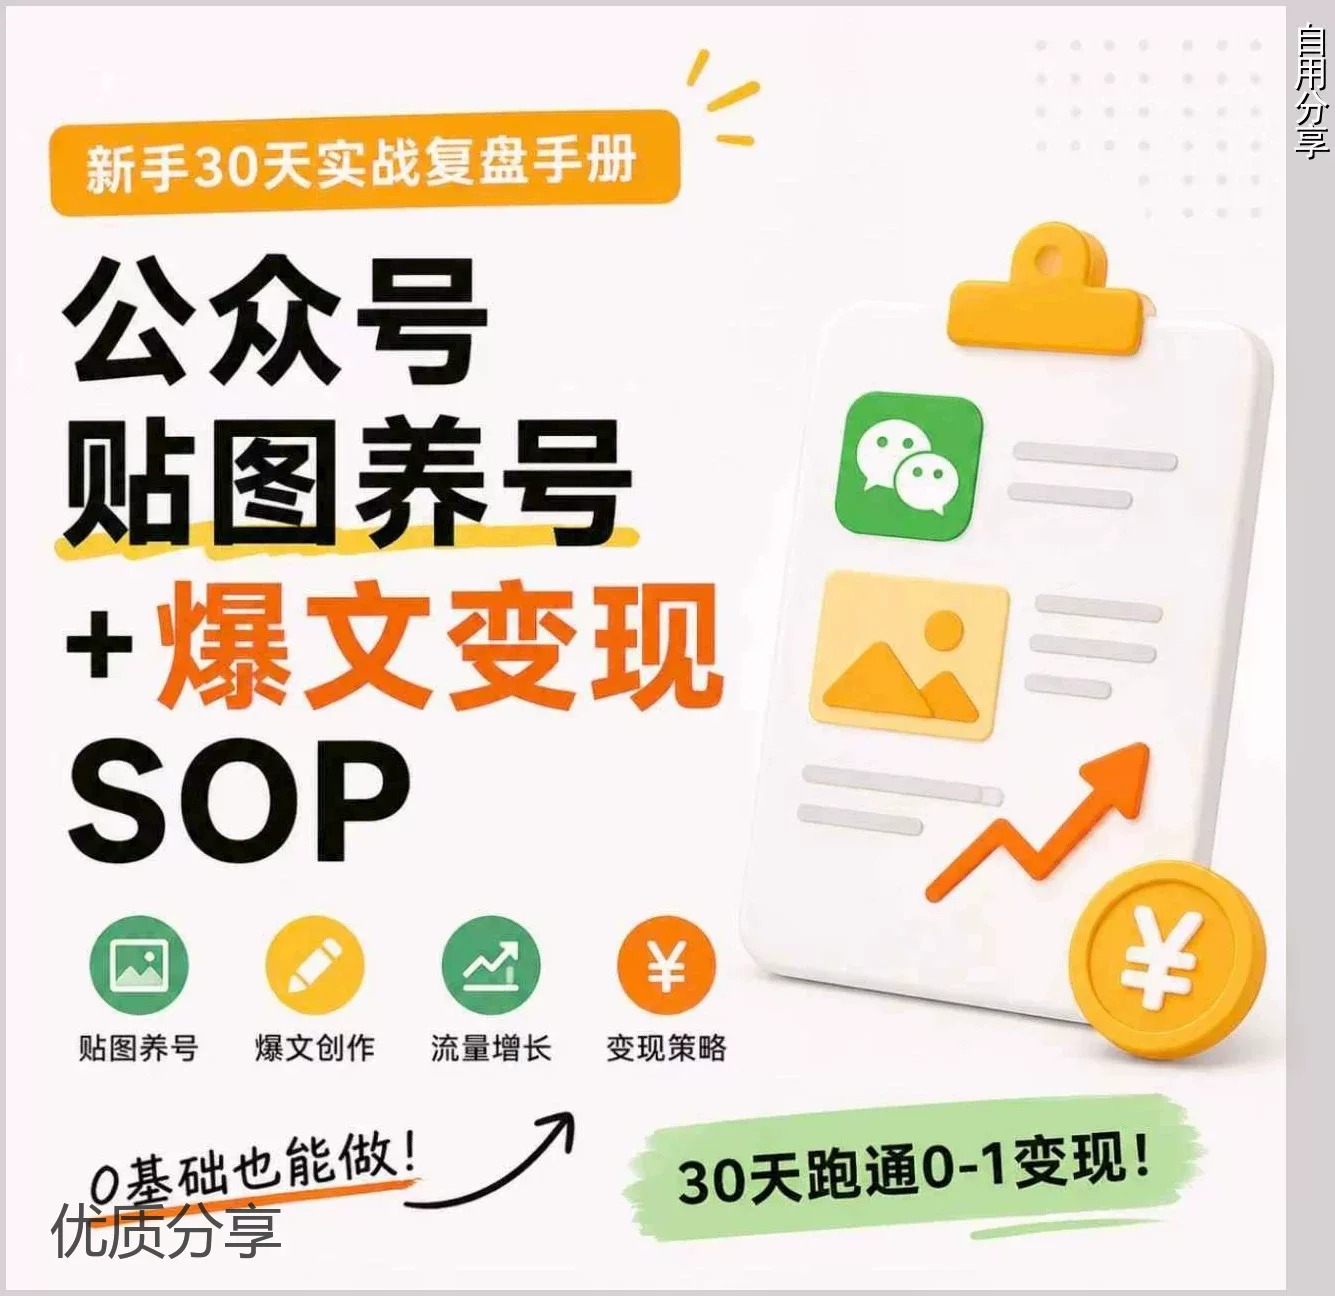 新手30天实战复盘手册
公众号
贴图养号
+爆文变现
SOP
贴图养号
爆文创作
流量增长
变现策略
0基础也能做!
30天跑通0-1变现!
优质分享
自用分享